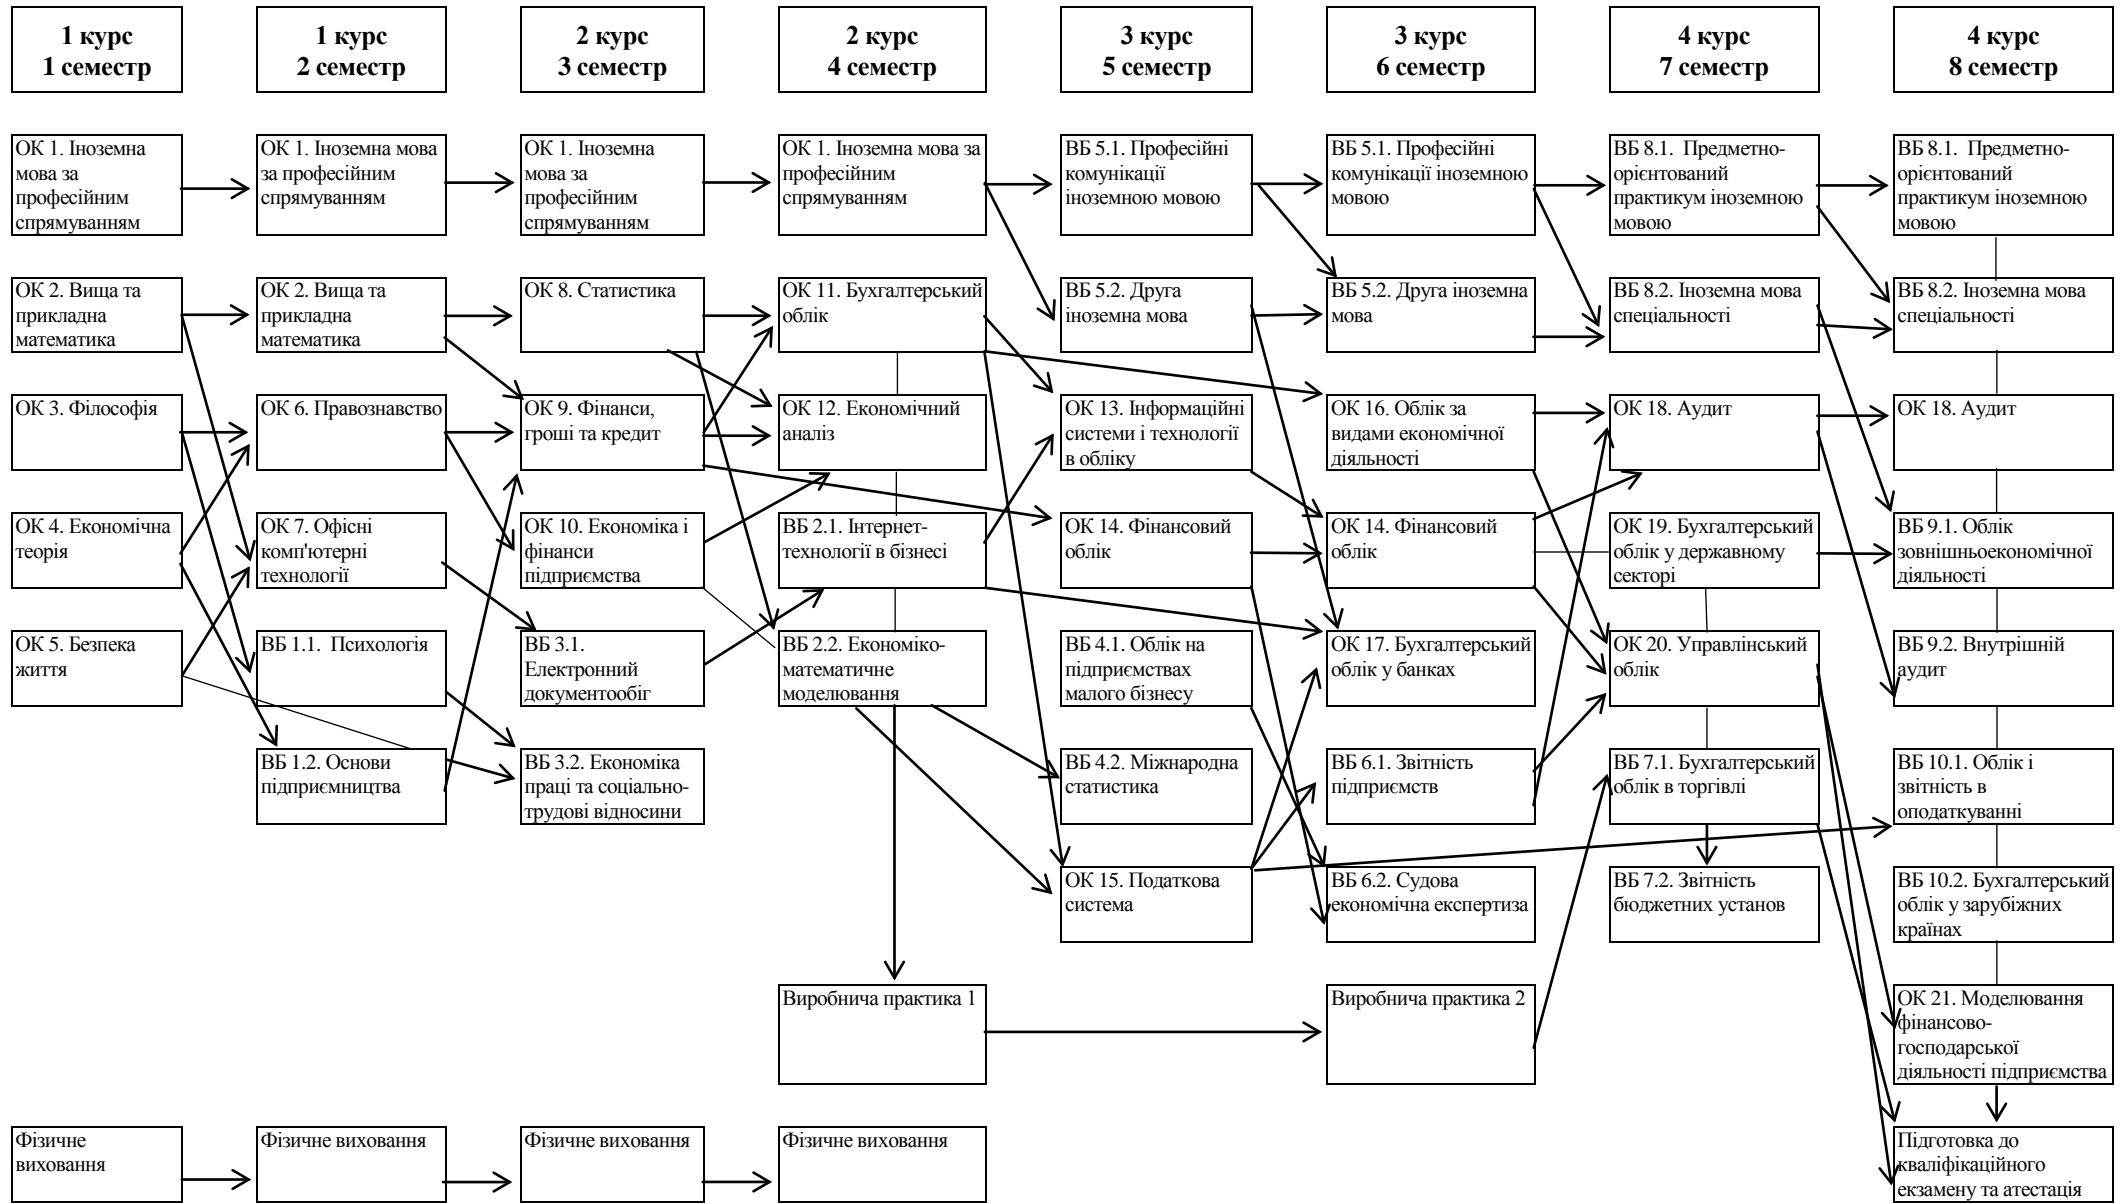 1 курс
1 семестр
1 курс
2 семестр
2 курс
3 семестр
2 курс
4 семестр
3 курс
5 семестр
3 курс
6 семестр
4 курс
7 семестр
4 курс
8 семестр
ОК 1. Іноземна
мова за
професійним
спрямуванням
ОК 1. Іноземна мова
за професійним
спрямуванням
ОК 1. Іноземна
мова за
професійним
спрямуванням
ОК 1. Іноземна мова за
професійним
спрямуванням
ВБ 5.1. Професійні
комунікації
іноземною мовою
ВБ 5.1. Професійні
комунікації іноземною
мовою
ВБ 8.1. Предметно-
орієнтований
практикум іноземною
мовою
ВБ 8.1. Предметно-
орієнтований
практикум іноземною
мовою
ОК 2. Вища та
прикладна
математика
ОК 2. Вища та
прикладна
математика
ОК 8. Статистика
ОК 11. Бухгалтерський
облік
ВБ 5.2. Друга
іноземна мова
ВБ 5.2. Друга іноземна
мова
ВБ 8.2. Іноземна мова
спеціальності
ВБ 8.2. Іноземна мова
спеціальності
ОК 3. Філософія
ОК 6. Правознавство
ОК 9. Фінанси,
гроші та кредит
ОК 12. Економічний
аналіз
ОК 13. Інформаційні
системи і технології
в обліку
ОК 16. Облік за
видами економічної
діяльності
ОК 18. Аудит
ОК 18. Аудит
ОК 4. Економічна
теорія
ОК 7. Офісні
комп'ютерні
технології
ОК 10. Економіка і
фінанси
підприємства
ВБ 2.1. Інтернет-
технології в бізнесі
ОК 14. Фінансовий
облік
ОК 14. Фінансовий
облік
ОК 19. Бухгалтерський
облік у державному
секторі
ВБ 9.1. Облік
зовнішньоекономічної
діяльності
ОК 5. Безпека
життя
ВБ 1.1. Психологія
ВБ 3.1.
Електронний
документообіг
ВБ 2.2. Економіко-
математичне
моделювання
ВБ 4.1. Облік на
підприємствах
малого бізнесу
ОК 17. Бухгалтерський
облік у банках
ОК 20. Управлінський
облік
ВБ 9.2. Внутрішній
аудит
ВБ 1.2. Основи
підприємництва
ВБ 3.2. Економіка
праці та соціально-
трудові відносини
ВБ 4.2. Міжнародна
статистика
ВБ 6.1. Звітність
підприємств
ВБ 7.1. Бухгалтерський
облік в торгівлі
ВБ 10.1. Облік і
звітність в
оподаткуванні
ОК 15. Податкова
система
ВБ 6.2. Судова
економічна експертиза
ВБ 7.2. Звітність
бюджетних установ
ВБ 10.2. Бухгалтерський
облік у зарубіжних
країнах
Виробнича практика 1
Виробнича практика 2
ОК 21. Моделювання
фінансово-
господарської
діяльності підприємства
Фізичне
виховання
Фізичне виховання
Фізичне виховання
Фізичне виховання
Підготовка до
кваліфікаційного
екзамену та атестація